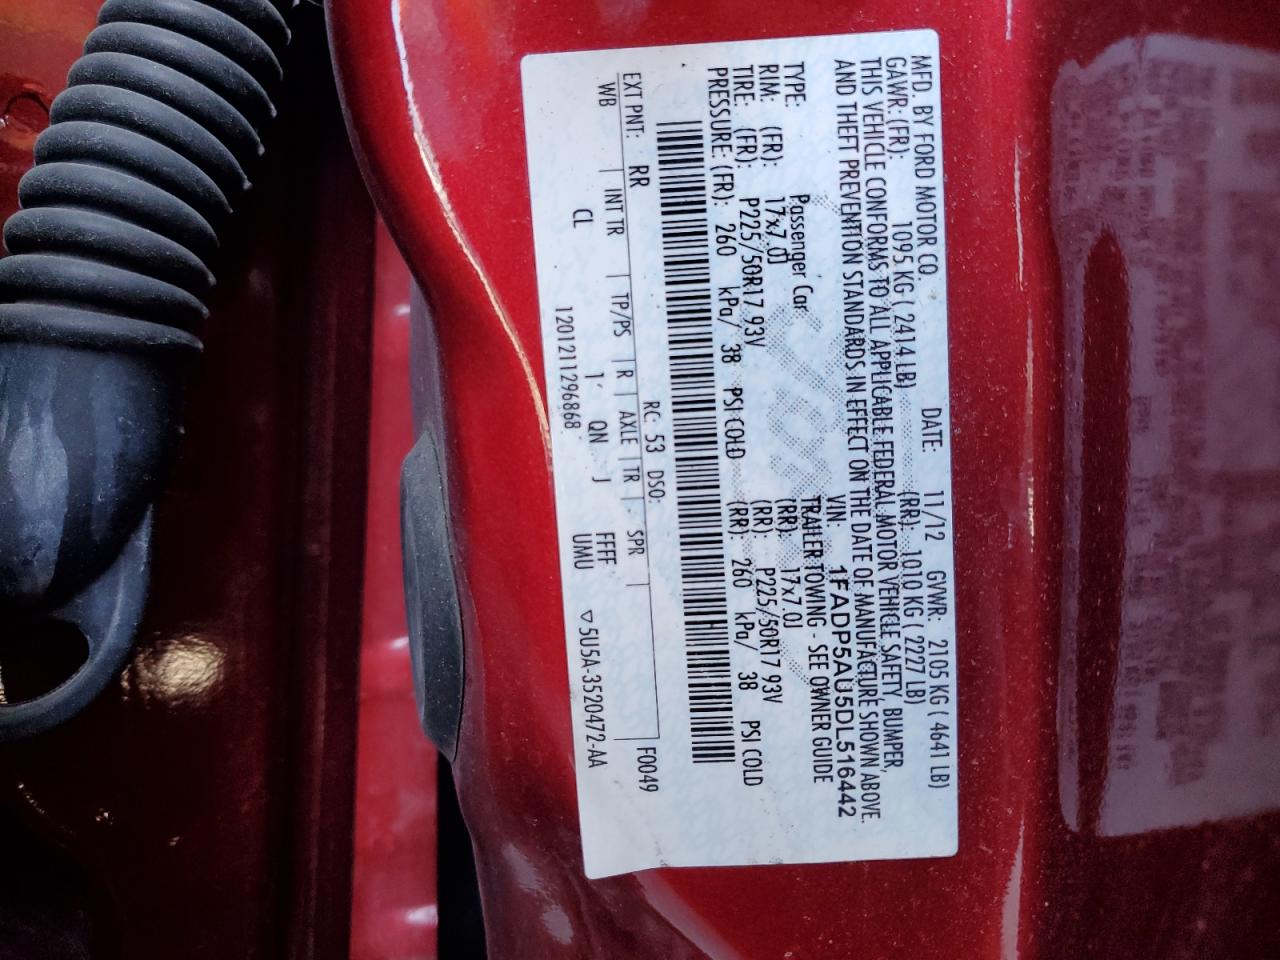 MFD. BY FORD MOTOR CO. DATE: 11/12 GVWR: 2105 KG ( 4641 LB)
GAWR: (FR): 1095 KG ( 2414 LB) (RR): 1010 KG ( 2227 LB)
THIS VEHICLE CONFORMS TO ALL APPLICABLE FEDERAL MOTOR VEHICLE SAFETY, BUMPER,
AND THEFT PREVENTION STANDARDS IN EFFECT ON THE DATE OF MANUFACTURE SHOWN ABOVE.
VIN: 1FADP5AU5DL516442
TYPE: Passenger Car TRAILER TOWING - SEE OWNER GUIDE
RIM: (FR): 17x7.0J (RR): 17x7.0J
TIRE: (FR): P225/50R17 93V (RR): P225/50R17 93V
PRESSURE: (FR): 260 kPa/ 38 PSI COLD (RR): 260 kPa/ 38 PSI COLD
RC: 53 DSO: F0049
EXT PNT: RR
WB INT TR TP/PS R AXLE TR SPR
CL 1 QN J FFFF
1201211296868 UMU ▽5U5A-3520472-AA